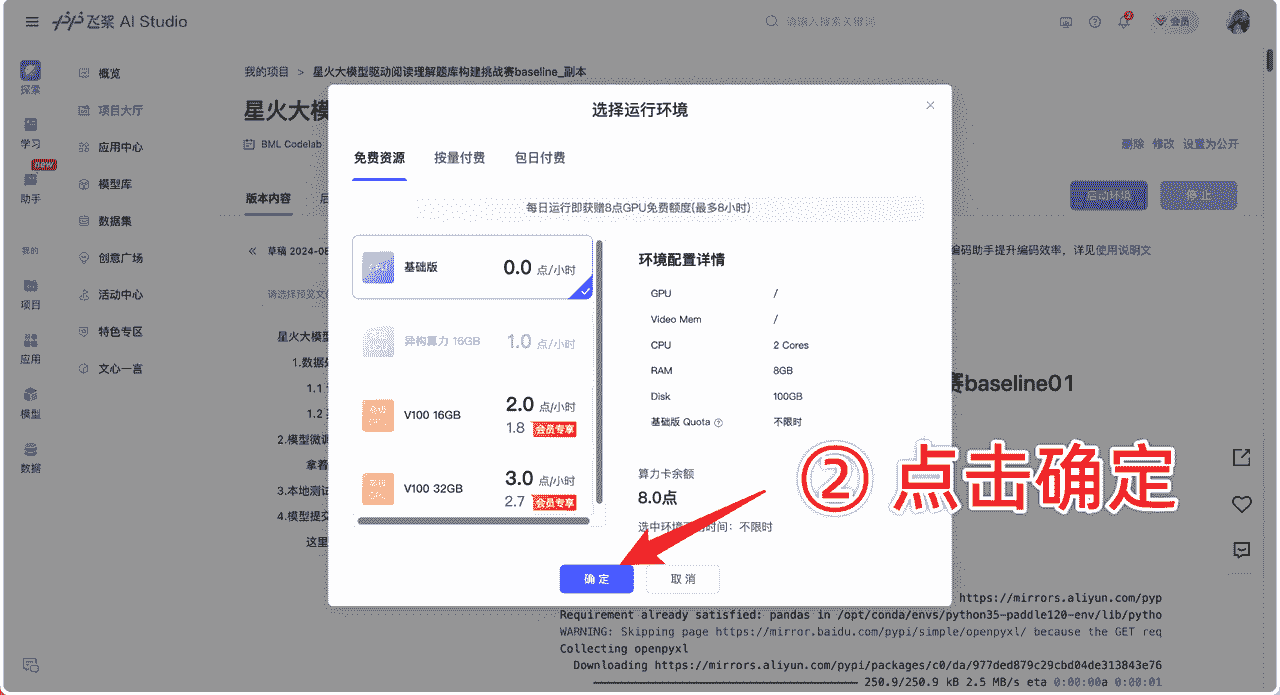 飞桨 AI Studio
请输入搜索关键词
会员
探索
学习
new
助手
我的
项目
应用
模型
数据
概览
项目大厅
应用中心
模型库
数据集
创意广场
活动中心
特色专区
文心一言
我的项目 > 星火大模型驱动阅读理解题库构建挑战赛baseline_副本
星火大模
BML Codelab
删除 修改 设置为公开
版本内容
停止
草稿 2024-08
编码助手提升编码效率，详见使用说明文
请选择预览文
星火大模型
1.数据处
1.1
1.2
2.模型微调
拿着
3.本地测试
4.模型提交
这里
赛baseline01
选择运行环境
免费资源 按量付费 包日付费
每日运行即获赠8点GPU免费额度(最多8小时)
基础版 0.0 点/小时
异构算力 16GB 1.0 点/小时
V100 16GB 2.0 点/小时
1.8 会员专享
V100 32GB 3.0 点/小时
2.7 会员专享
环境配置详情
GPU /
Video Mem /
CPU 2 Cores
RAM 8GB
Disk 100GB
基础版 Quota 不限时
算力卡余额
8.0点
选中环境 时间：不限时
确定 取消
② 点击确定
https://mirrors.aliyun.com/pyp
Requirement already satisfied: pandas in /opt/conda/envs/python35-paddle120-env/lib/pytho
WARNING: Skipping page https://mirror.baidu.com/pypi/simple/openpyxl/ because the GET req
Collecting openpyxl
Downloading https://mirrors.aliyun.com/pypi/packages/c0/da/977ded879c29cbd04de313843e76
250.9/250.9 kB 2.5 MB/s eta 0:00:00a 0:00:01